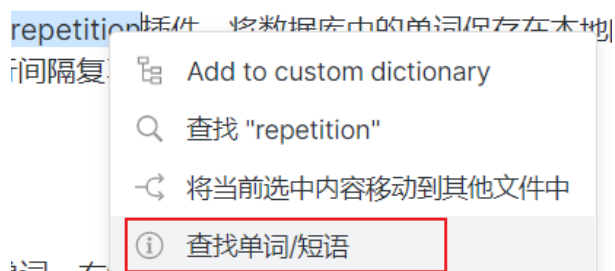 repetition插件，将数据库中的单词保存在本地
间隔复
Add to custom dictionary
查找 "repetition"
将当前选中内容移动到其他文件中
查找单词/短语